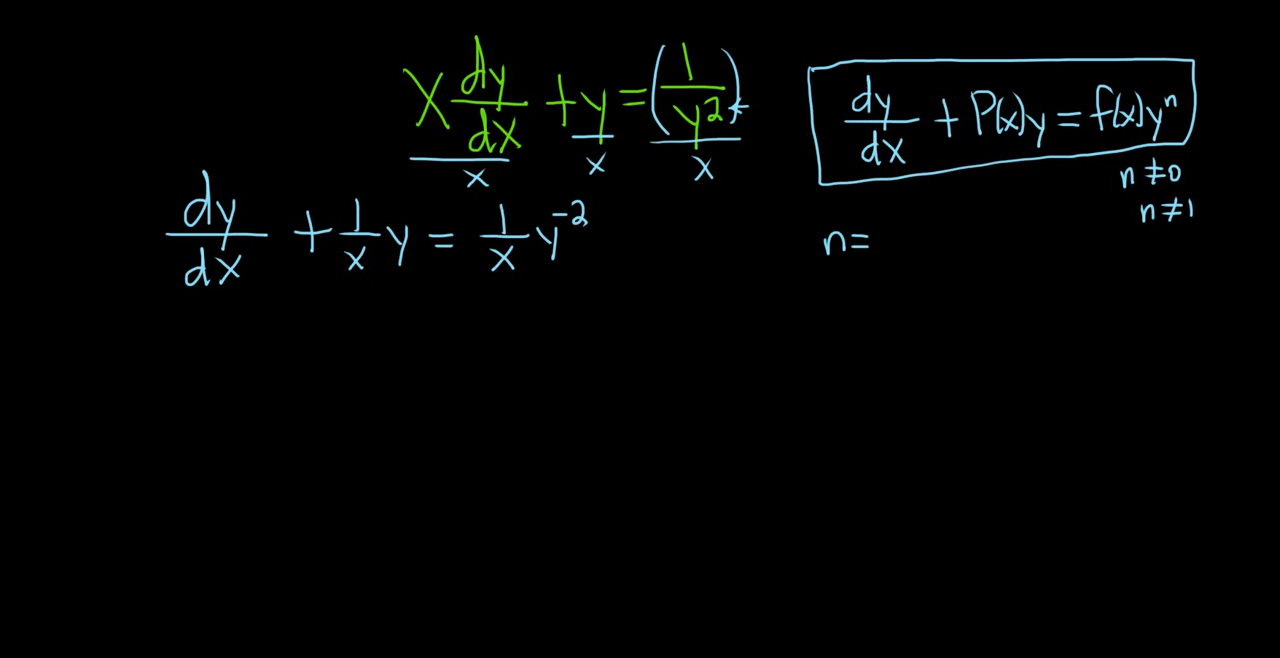 x dy/dx + y = (1/y²)
x x x
dy/dx + P(x)y = f(x)yⁿ
n ≠ 0
n ≠ 1
dy/dx + 1/x y = 1/x y⁻²
n =